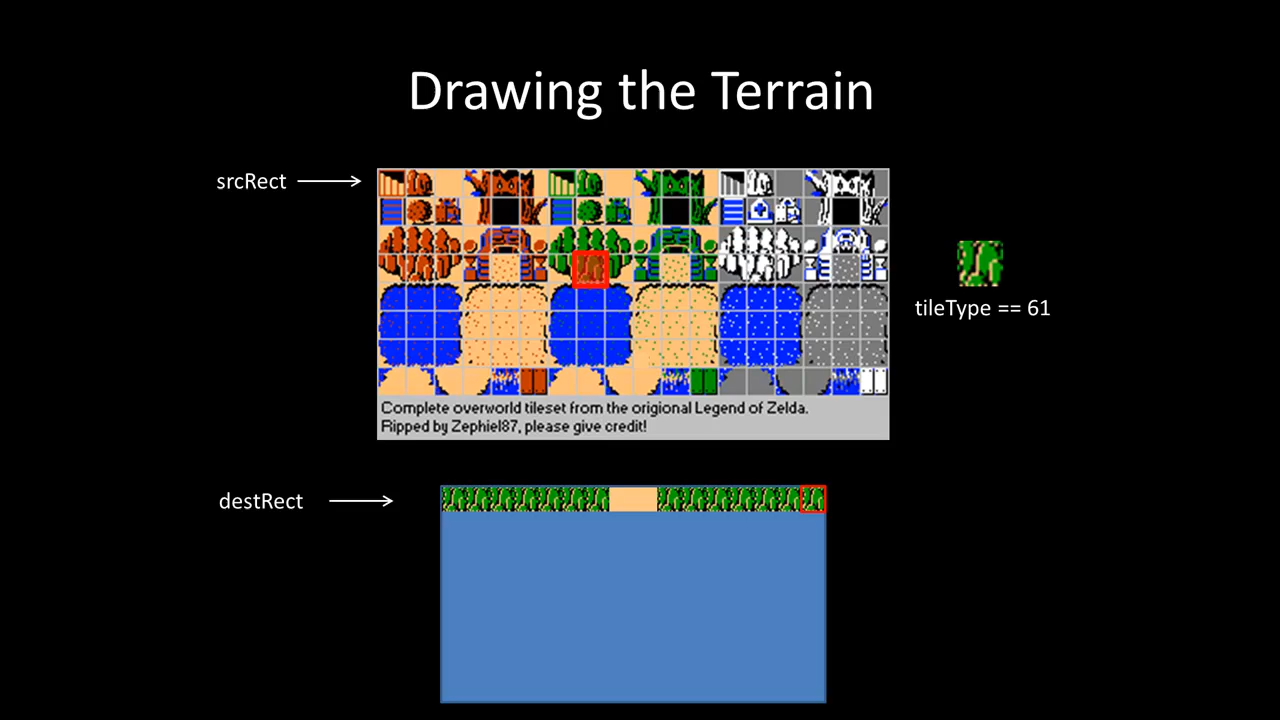 Drawing the Terrain
srcRect
tileType == 61
Complete overworld tileset from the origional Legend of Zelda.
Ripped by Zephiel87, please give credit!
destRect